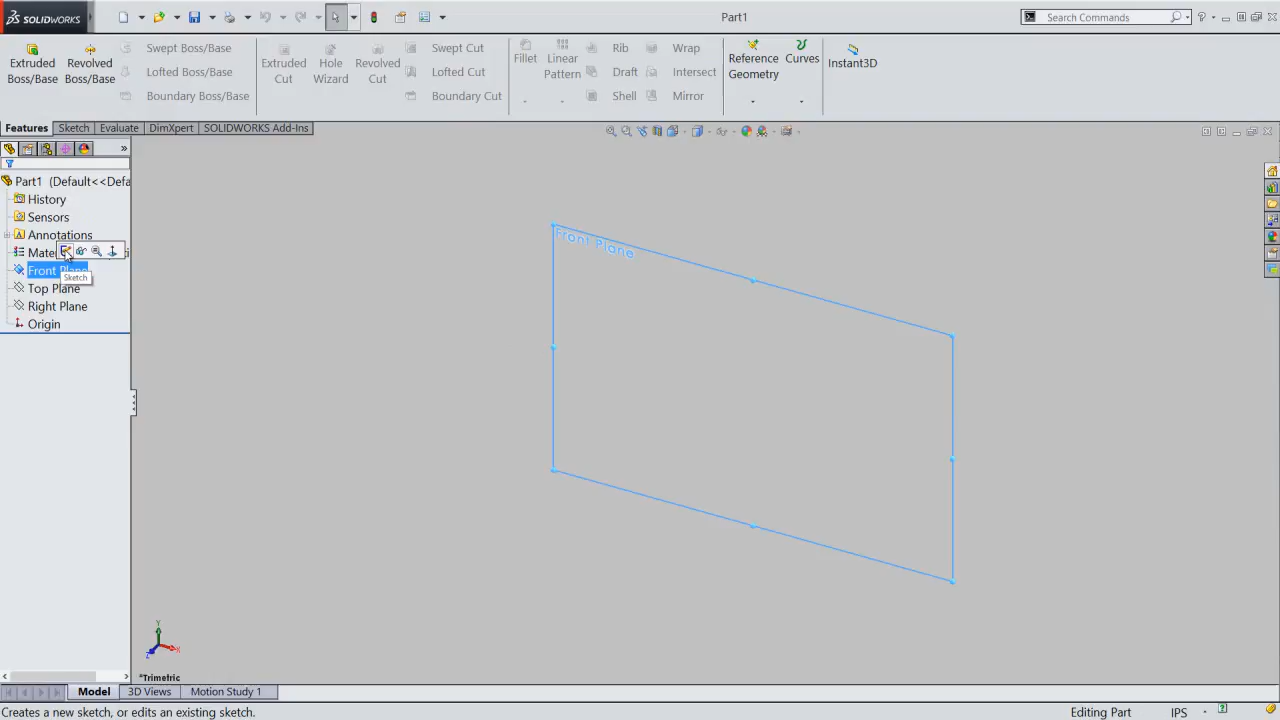 SOLIDWORKS
Part1
Search Commands
Extruded Boss/Base
Revolved Boss/Base
Swept Boss/Base
Lofted Boss/Base
Boundary Boss/Base
Extruded Cut
Hole Wizard
Revolved Cut
Swept Cut
Lofted Cut
Boundary Cut
Fillet
Linear Pattern
Rib
Draft
Shell
Wrap
Intersect
Mirror
Reference Geometry
Curves
Instant3D
Features
Sketch
Evaluate
DimXpert
SOLIDWORKS Add-Ins
Part1 (Default<<Defa
History
Sensors
Annotations
Mate
Front Plane
Sketch
Top Plane
Right Plane
Origin
Front Plane
Y
X
Z
*Trimetric
Model
3D Views
Motion Study 1
Creates a new sketch, or edits an existing sketch.
Editing Part
IPS